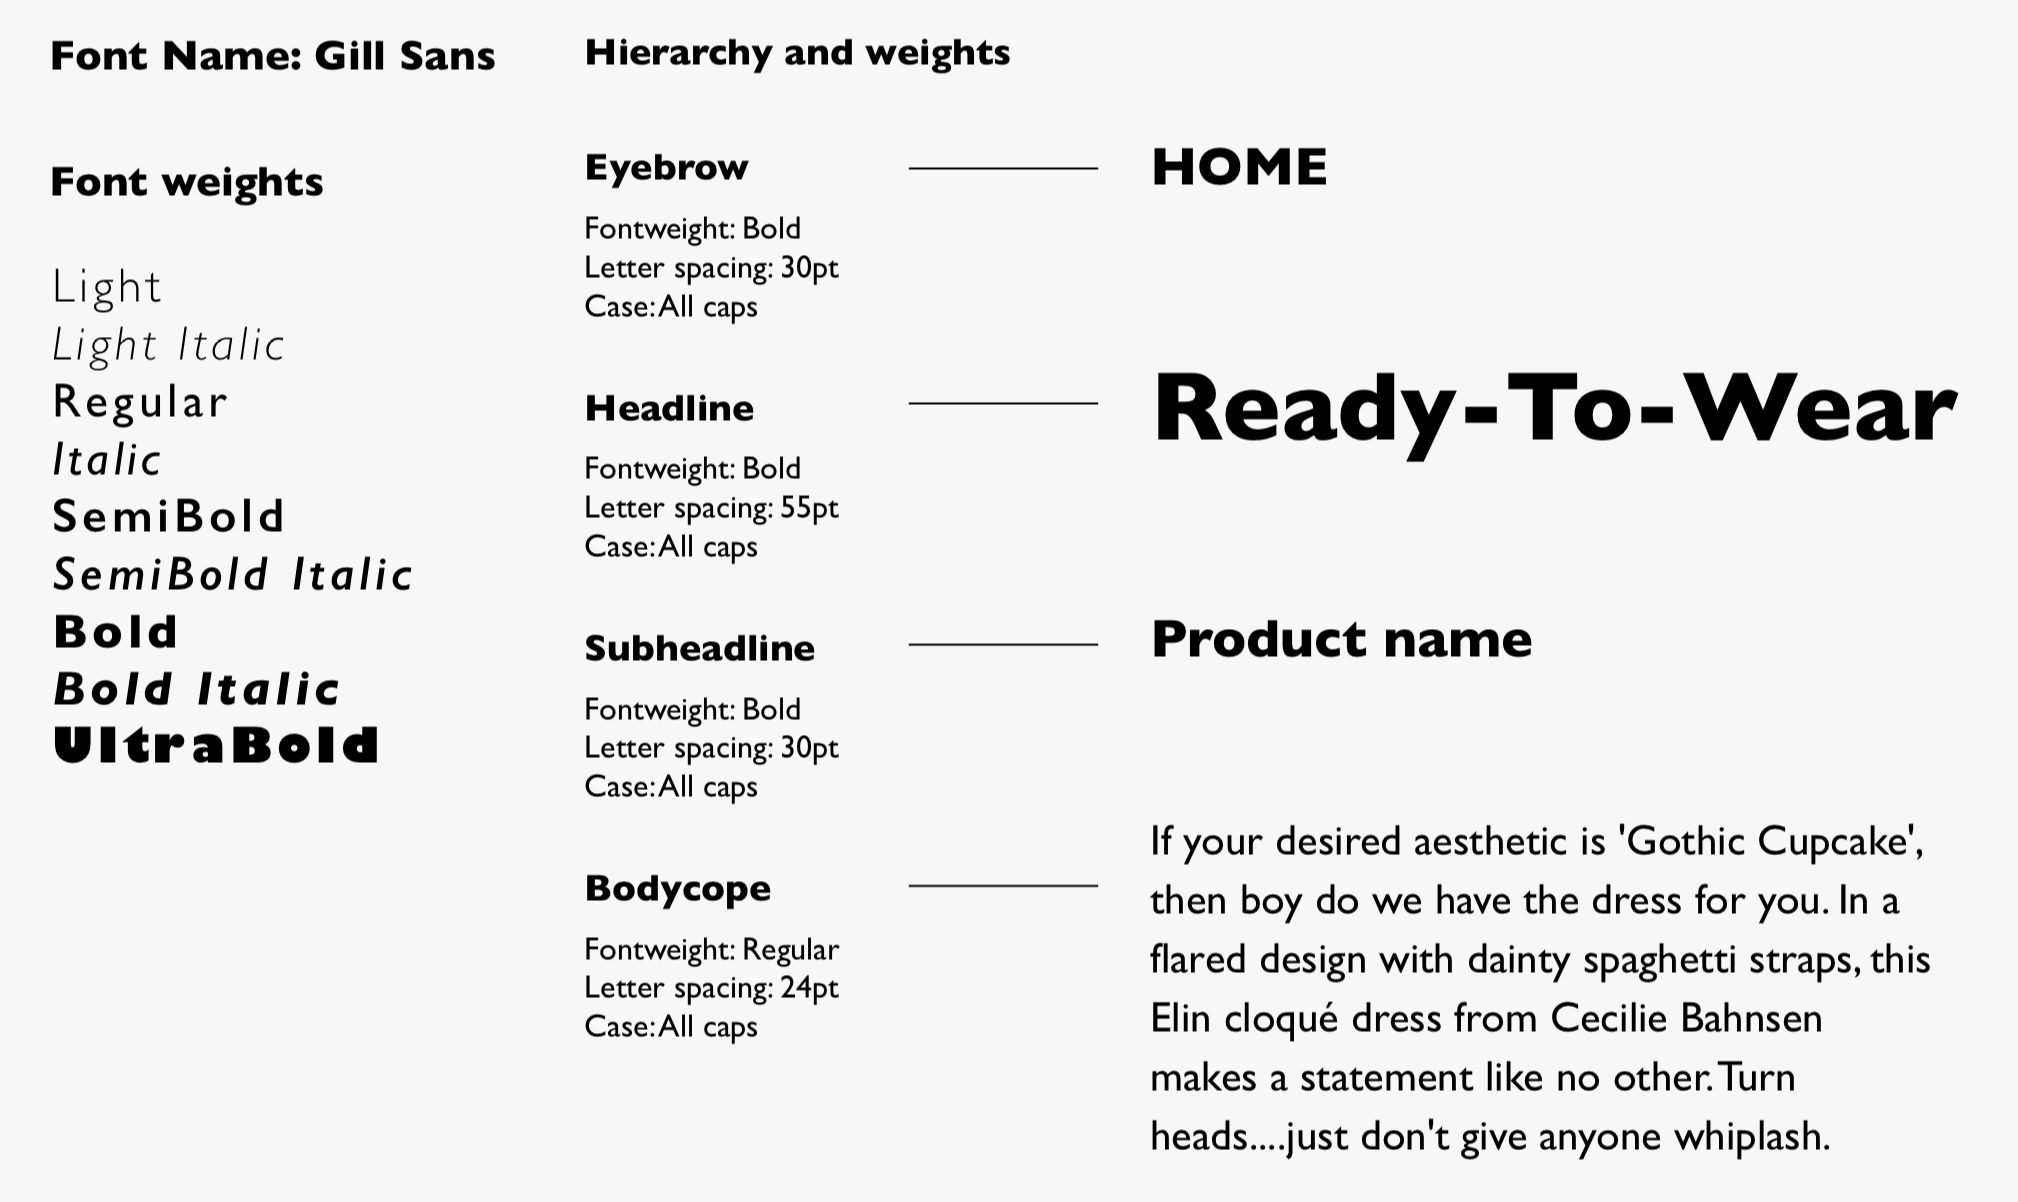 Font Name: Gill Sans
Font weights
Light
Light Italic
Regular
Italic
SemiBold
SemiBold Italic
Bold
Bold Italic
UltraBold
Hierarchy and weights
Eyebrow
Fontweight: Bold
Letter spacing: 30pt
Case: All caps
HOME
Headline
Fontweight: Bold
Letter spacing: 55pt
Case: All caps
Ready-To-Wear
Subheadline
Fontweight: Bold
Letter spacing: 30pt
Case: All caps
Product name
Bodycope
Fontweight: Regular
Letter spacing: 24pt
Case: All caps
If your desired aesthetic is 'Gothic Cupcake',
then boy do we have the dress for you. In a
flared design with dainty spaghetti straps, this
Elin cloqué dress from Cecilie Bahnsen
makes a statement like no other. Turn
heads....just don't give anyone whiplash.